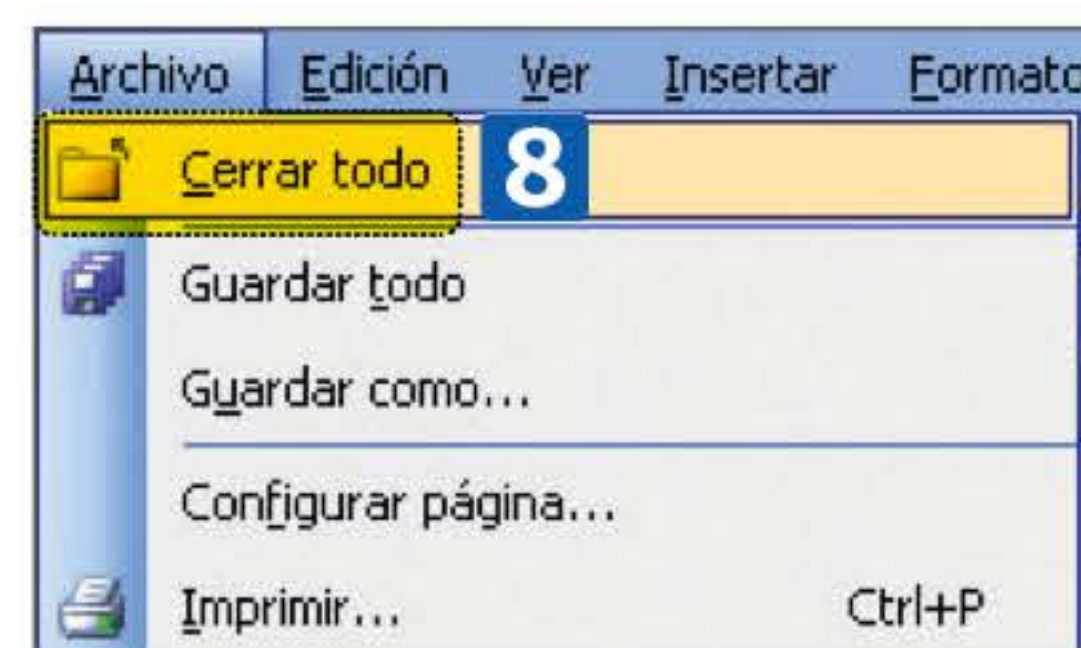 Archivo Edición Ver Insertar Formato
Cerrar todo 8
Guardar todo
Guardar como...
Configurar página...
Imprimir... Ctrl+P